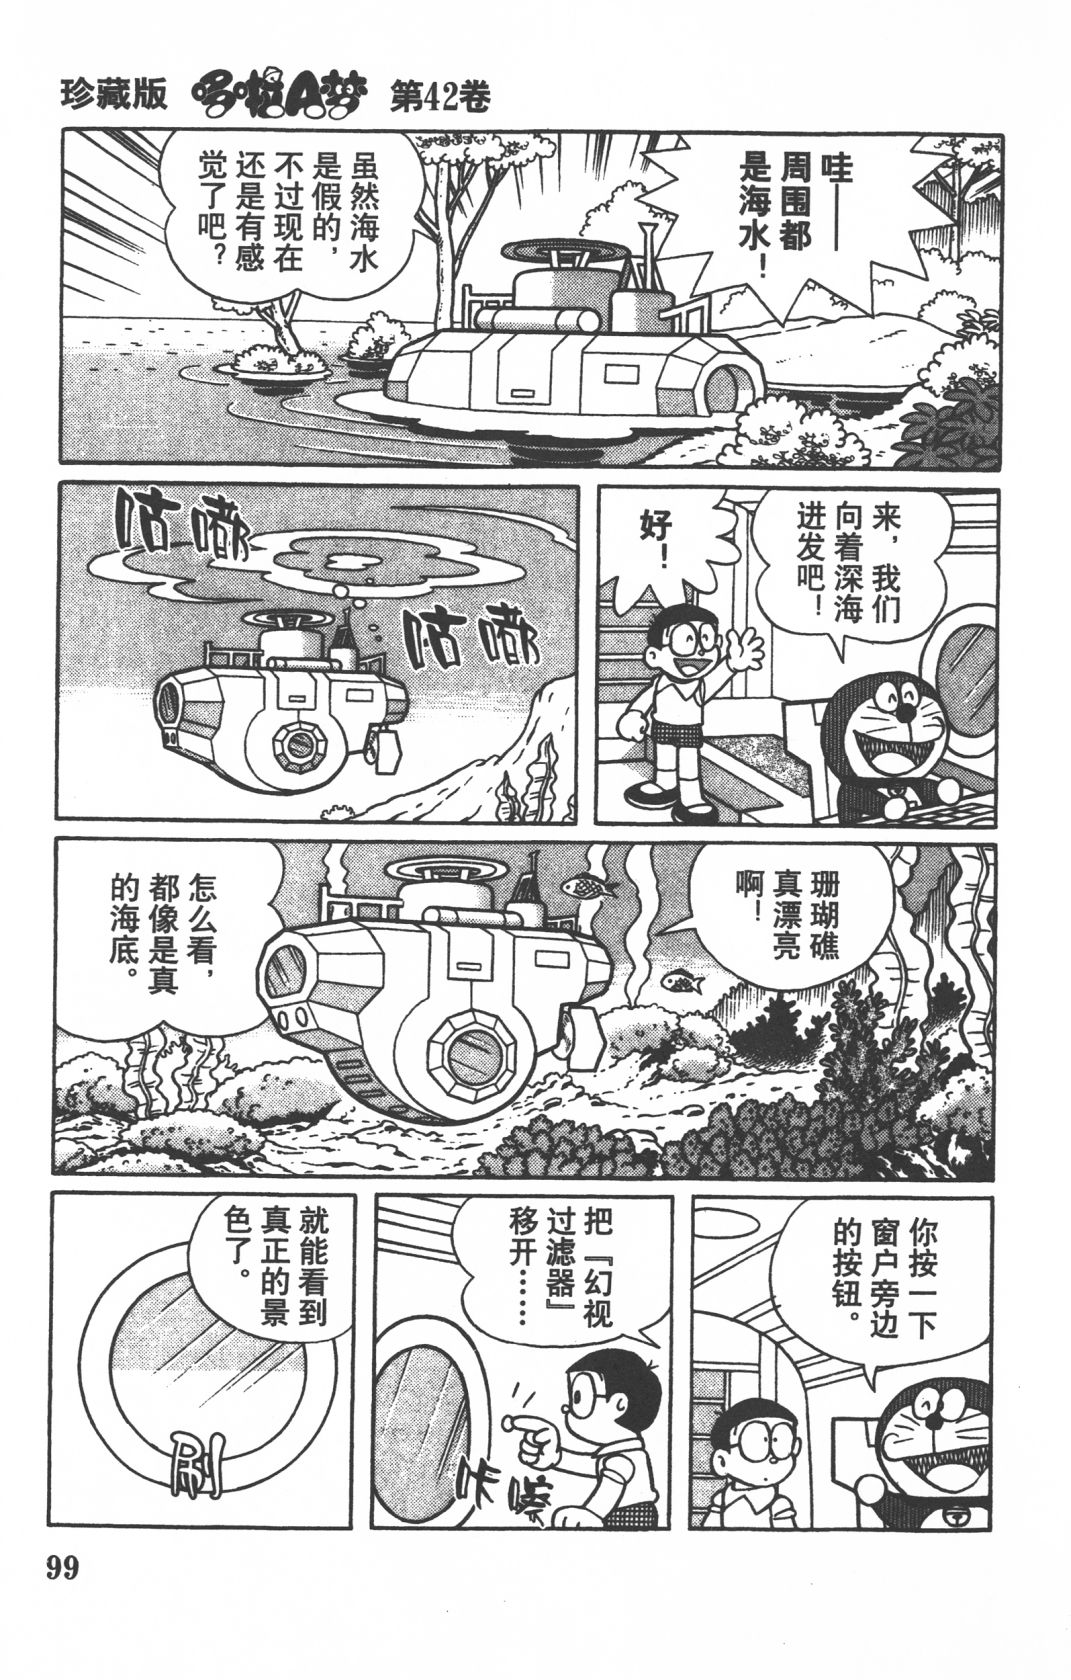 珍藏版 哆啦A梦 第42卷
哇——
周围都
是海水！
虽然海水
是假的，
不过现在
还是有感
觉了吧？
来，我们
向着深海
进发吧！
好！
咕嘟
咕嘟
珊瑚礁
真漂亮
啊！
怎么看，
都像是真
的海底。
你按一下
窗户旁边
的按钮。
把『幻视
过滤器』
移开……
咔嚓
就能看到
真正的景
色了。
刷
99